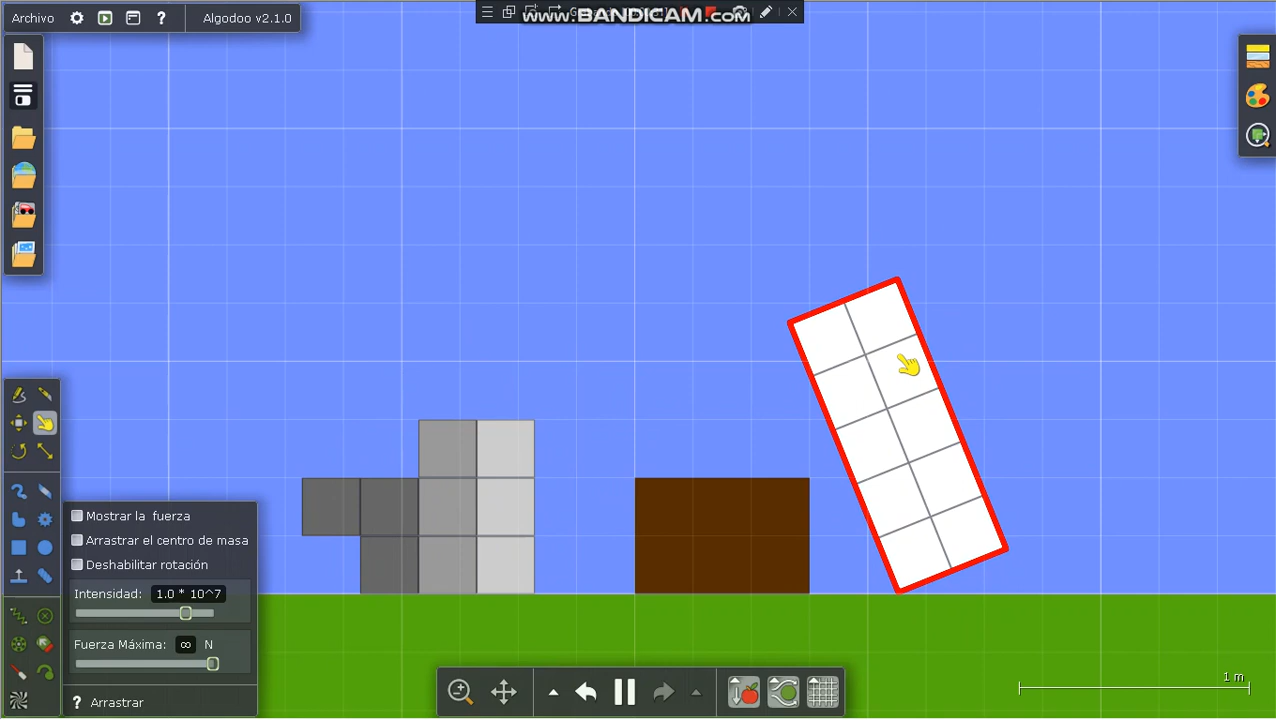 Archivo ? Algodoo v2.1.0
www.BANDICAM.com
Mostrar la fuerza
Arrastrar el centro de masa
Deshabilitar rotación
Intensidad: 1.0 * 10^7
Fuerza Máxima: ∞ N
? Arrastrar
1 m